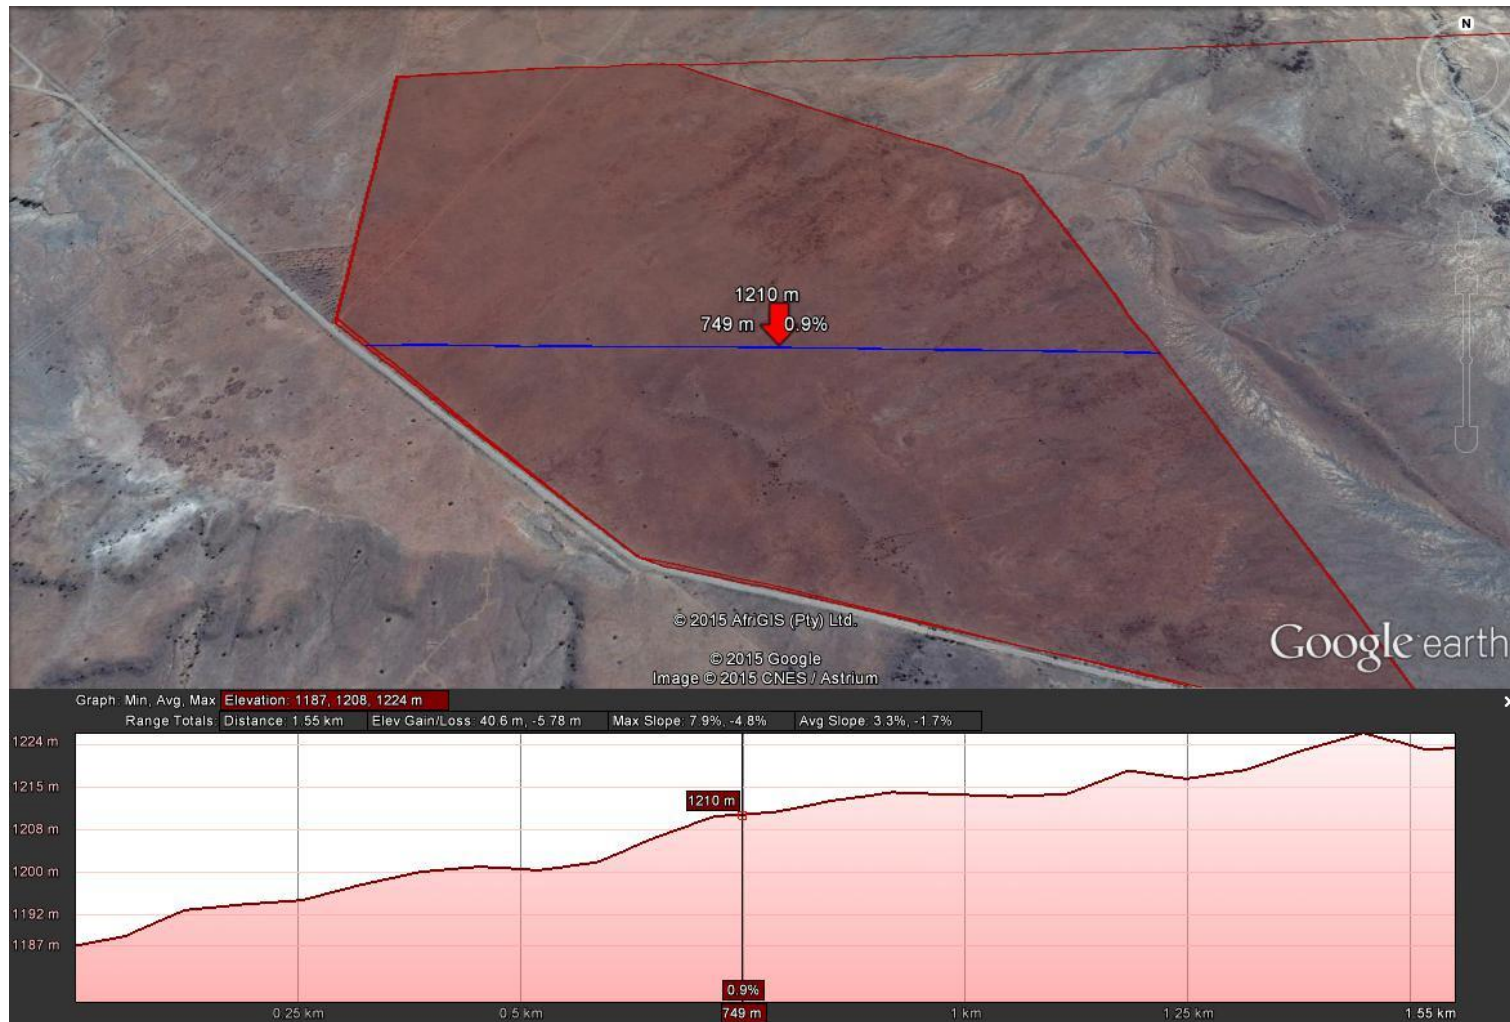 N
1210 m
749 m 0.9%
© 2015 AfriGIS (Pty) Ltd.
© 2015 Google
Image © 2015 CNES / Astrium
Google earth
Graph: Min, Avg, Max Elevation: 1187, 1208, 1224 m
Range Totals: Distance: 1.55 km Elev Gain/Loss: 40.6 m, -5.78 m Max Slope: 7.9%, -4.8% Avg Slope: 3.3%, -1.7%
1224 m
1215 m
1210 m
1208 m
1200 m
1192 m
1187 m
0.9%
0.25 km 0.5 km 749 m 1 km 1.25 km 1.55 km